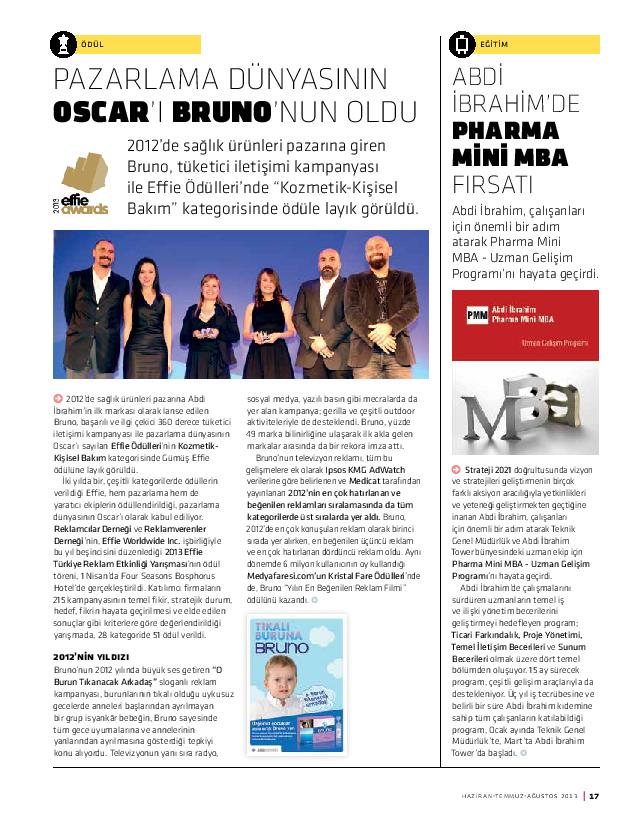 ÖDÜL
PAZARLAMA DÜNYASININ
OSCAR'I BRUNO'NUN OLDU
2012'de sağlık ürünleri pazarına giren
Bruno, tüketici iletişimi kampanyası
ile Effie Ödülleri'nde “Kozmetik-Kişisel
Bakım” kategorisinde ödüle layık görüldü.
2013
effie
awards
2012'de sağlık ürünleri pazarına Abdi
İbrahim'in ilk markası olarak lanse edilen
Bruno, başarılı ve ilgi çekici 360 derece tüketici
iletişimi kampanyası ile pazarlama dünyasının
Oscar'ı sayılan Effie Ödülleri'nin Kozmetik-
Kişisel Bakım kategorisinde Gümüş Effie
ödülüne layık görüldü.
İki yılda bir, çeşitli kategorilerde ödüllerin
verildiği Effie, hem pazarlama hem de
yaratıcı ekiplerin ödüllendirildiği, pazarlama
dünyasının Oscar'ı olarak kabul ediliyor.
Reklamcılar Derneği ve Reklamverenler
Derneği'nin, Effie Worldwide Inc. işbirliğiyle
bu yıl beşincisini düzenlediği 2013 Effie
Türkiye Reklam Etkinliği Yarışması'nın ödül
töreni, 1 Nisan'da Four Seasons Bosphorus
Hotel'de gerçekleştirildi. Katılımcı firmaların
215 kampanyasının temel fikir, stratejik durum,
hedef, fikrin hayata geçirilmesi ve elde edilen
sonuçlar gibi kriterlere göre değerlendirildiği
yarışmada, 28 kategoride 51 ödül verildi.
2012'NİN YILDIZI
Bruno'nun 2012 yılında büyük ses getiren “O
Burun Tıkanacak Arkadaş” sloganlı reklam
kampanyası, burunlarının tıkalı olduğu uykusuz
gecelerde anneleri başlarından ayrılmayan
bir grup isyankâr bebeğin, Bruno sayesinde
tüm gece uyumalarına ve annelerinin
yanlarından ayrılmasına gösterdiği tepkiyi
konu alıyordu. Televizyonun yanı sıra radyo,
sosyal medya, yazılı basın gibi mecralarda da
yer alan kampanya; gerilla ve çeşitli outdoor
aktiviteleriyle de desteklendi. Bruno, yüzde
49 marka bilinirliğine ulaşarak ilk akla gelen
markalar arasında da bir rekora imza attı.
Bruno'nun televizyon reklamı, tüm bu
gelişmelere ek olarak Ipsos KMG AdWatch
verilerine göre belirlenen ve Medicat tarafından
yayınlanan 2012'nin en çok hatırlanan ve
beğenilen reklamları sıralamasında da tüm
kategorilerde üst sıralarda yer aldı. Bruno,
2012'de en çok konuşulan reklam olarak birinci
sırada yer alırken, en beğenilen üçüncü reklam
ve en çok hatırlanan dördüncü reklam oldu. Aynı
dönemde 6 milyon kullanıcının oy kullandığı
Medyafaresi.com'un Kristal Fare Ödülleri'nde
de, Bruno “Yılın En Beğenilen Reklam Filmi”
ödülünü kazandı.
TIKALI
BURUNA
BRUNO
EĞİTİM
ABDİ
İBRAHİM'DE
PHARMA
MİNİ MBA
FIRSATI
Abdi İbrahim, çalışanları
için önemli bir adım
atarak Pharma Mini
MBA - Uzman Gelişim
Programı'nı hayata geçirdi.
PMM Abdi İbrahim
Pharma Mini MBA
Uzman Gelişim Programı
MBa
Strateji 2021 doğrultusunda vizyon
ve stratejileri geliştirmenin birçok
farklı aksiyon aracılığıyla yetkinlikleri
ve yeteneği geliştirmekten geçtiğine
inanan Abdi İbrahim, çalışanları
için önemli bir adım atarak Teknik
Genel Müdürlük ve Abdi İbrahim
Tower bünyesindeki uzman ekip için
Pharma Mini MBA - Uzman Gelişim
Programı'nı hayata geçirdi.
Abdi İbrahim'de çalışmalarını
sürdüren uzmanların temel iş
ve ilişki yönetim becerilerini
geliştirmeyi hedefleyen program;
Ticari Farkındalık, Proje Yönetimi,
Temel İletişim Becerileri ve Sunum
Becerileri olmak üzere dört temel
bölümden oluşuyor. 15 ay sürecek
program, çeşitli gelişim araçlarıyla da
destekleniyor. Üç yıl iş tecrübesine ve
belirli bir süre Abdi İbrahim kıdemine
sahip tüm çalışanların katılabildiği
program, Ocak ayında Teknik Genel
Müdürlük'te, Mart'ta Abdi İbrahim
Tower'da başladı.
HAZİRAN-TEMMUZ-AĞUSTOS 2013 | 17